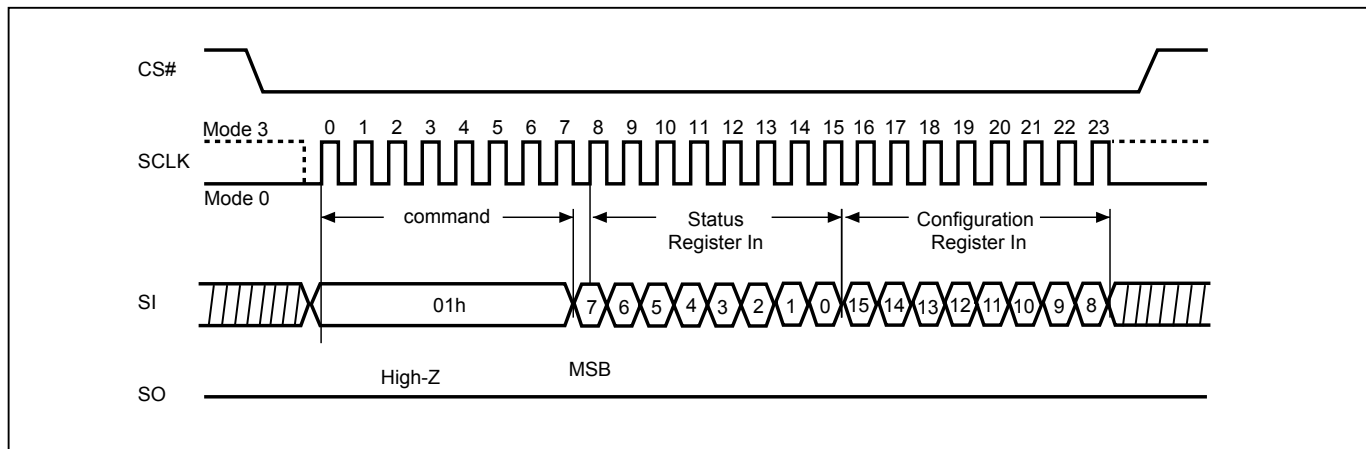 CS#
Mode 3
0 1 2 3 4 5 6 7 8 9 10 11 12 13 14 15 16 17 18 19 20 21 22 23
SCLK
Mode 0
command
Status
Register In
Configuration
Register In
SI
01h
7 6 5 4 3 2 1 0 15 14 13 12 11 10 9 8
High-Z
MSB
SO